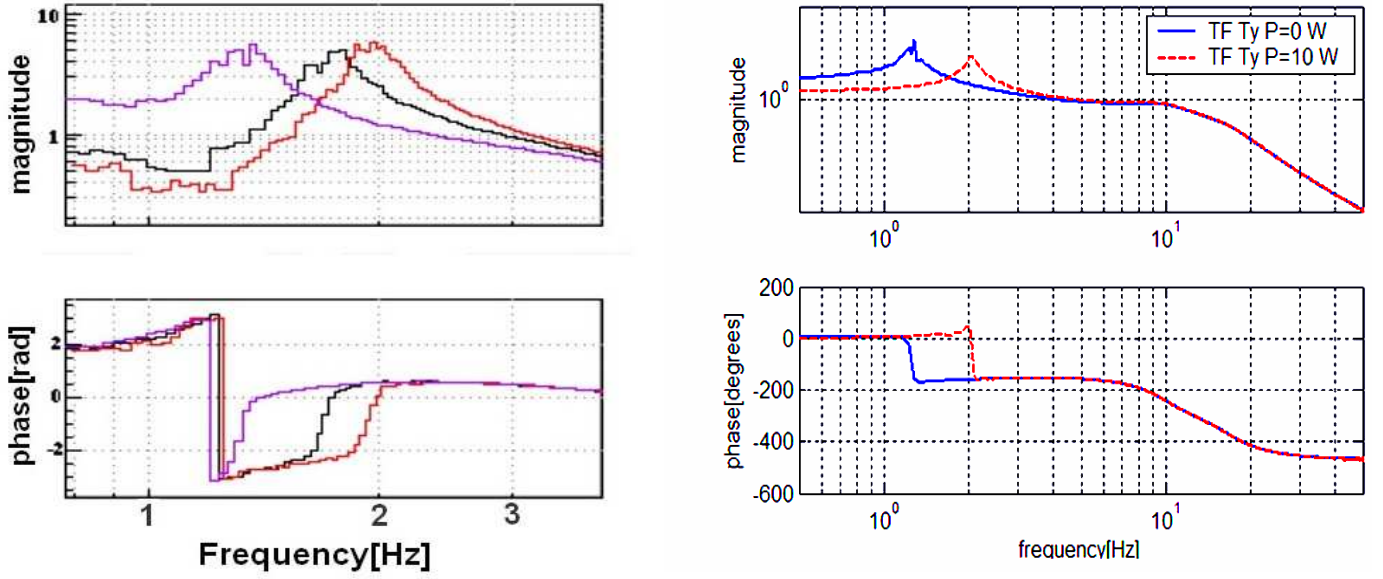 10
1
magnitude
2
0
-2
phase[rad]
1 2 3
Frequency[Hz]
TF Ty P=0 W
TF Ty P=10 W
10^0
magnitude
10^0 10^1
200
0
-200
-400
-600
phase[degrees]
10^0 10^1
frequency[Hz]